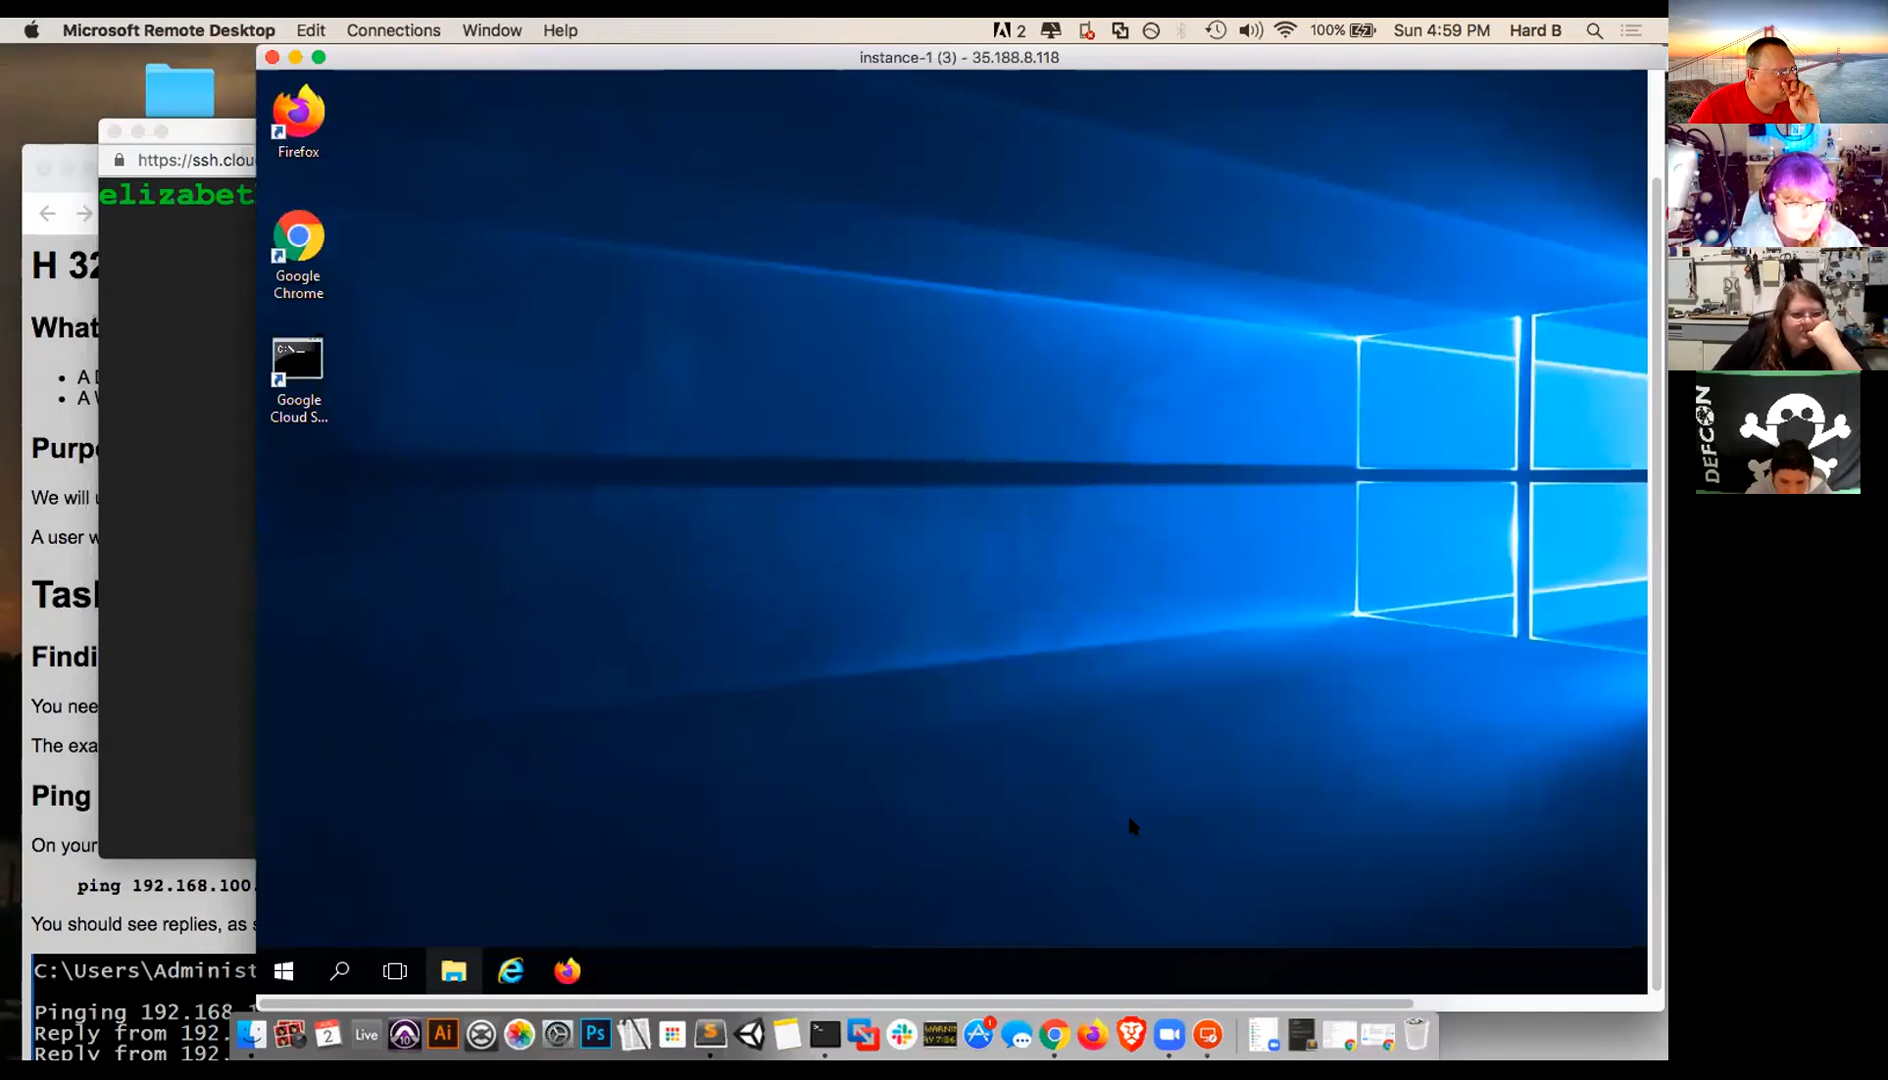 Microsoft Remote Desktop Edit Connections Window Help 2 100% Sun 4:59 PM Hard B
instance-1 (3) - 35.188.8.118
https://ssh.clou
elizabet
Firefox
Google
Chrome
C:\_
Google
Cloud S...
H 32
What
A
A
Purp
We will
A user w
Task
Findi
You nee
The exa
Ping
On your
ping 192.168.100.
You should see replies, as
C:\Users\Administ
Pinging 192.168.
Reply from 192.
Reply from 192.
2
Live
Ai
Ps
1
DEFCON